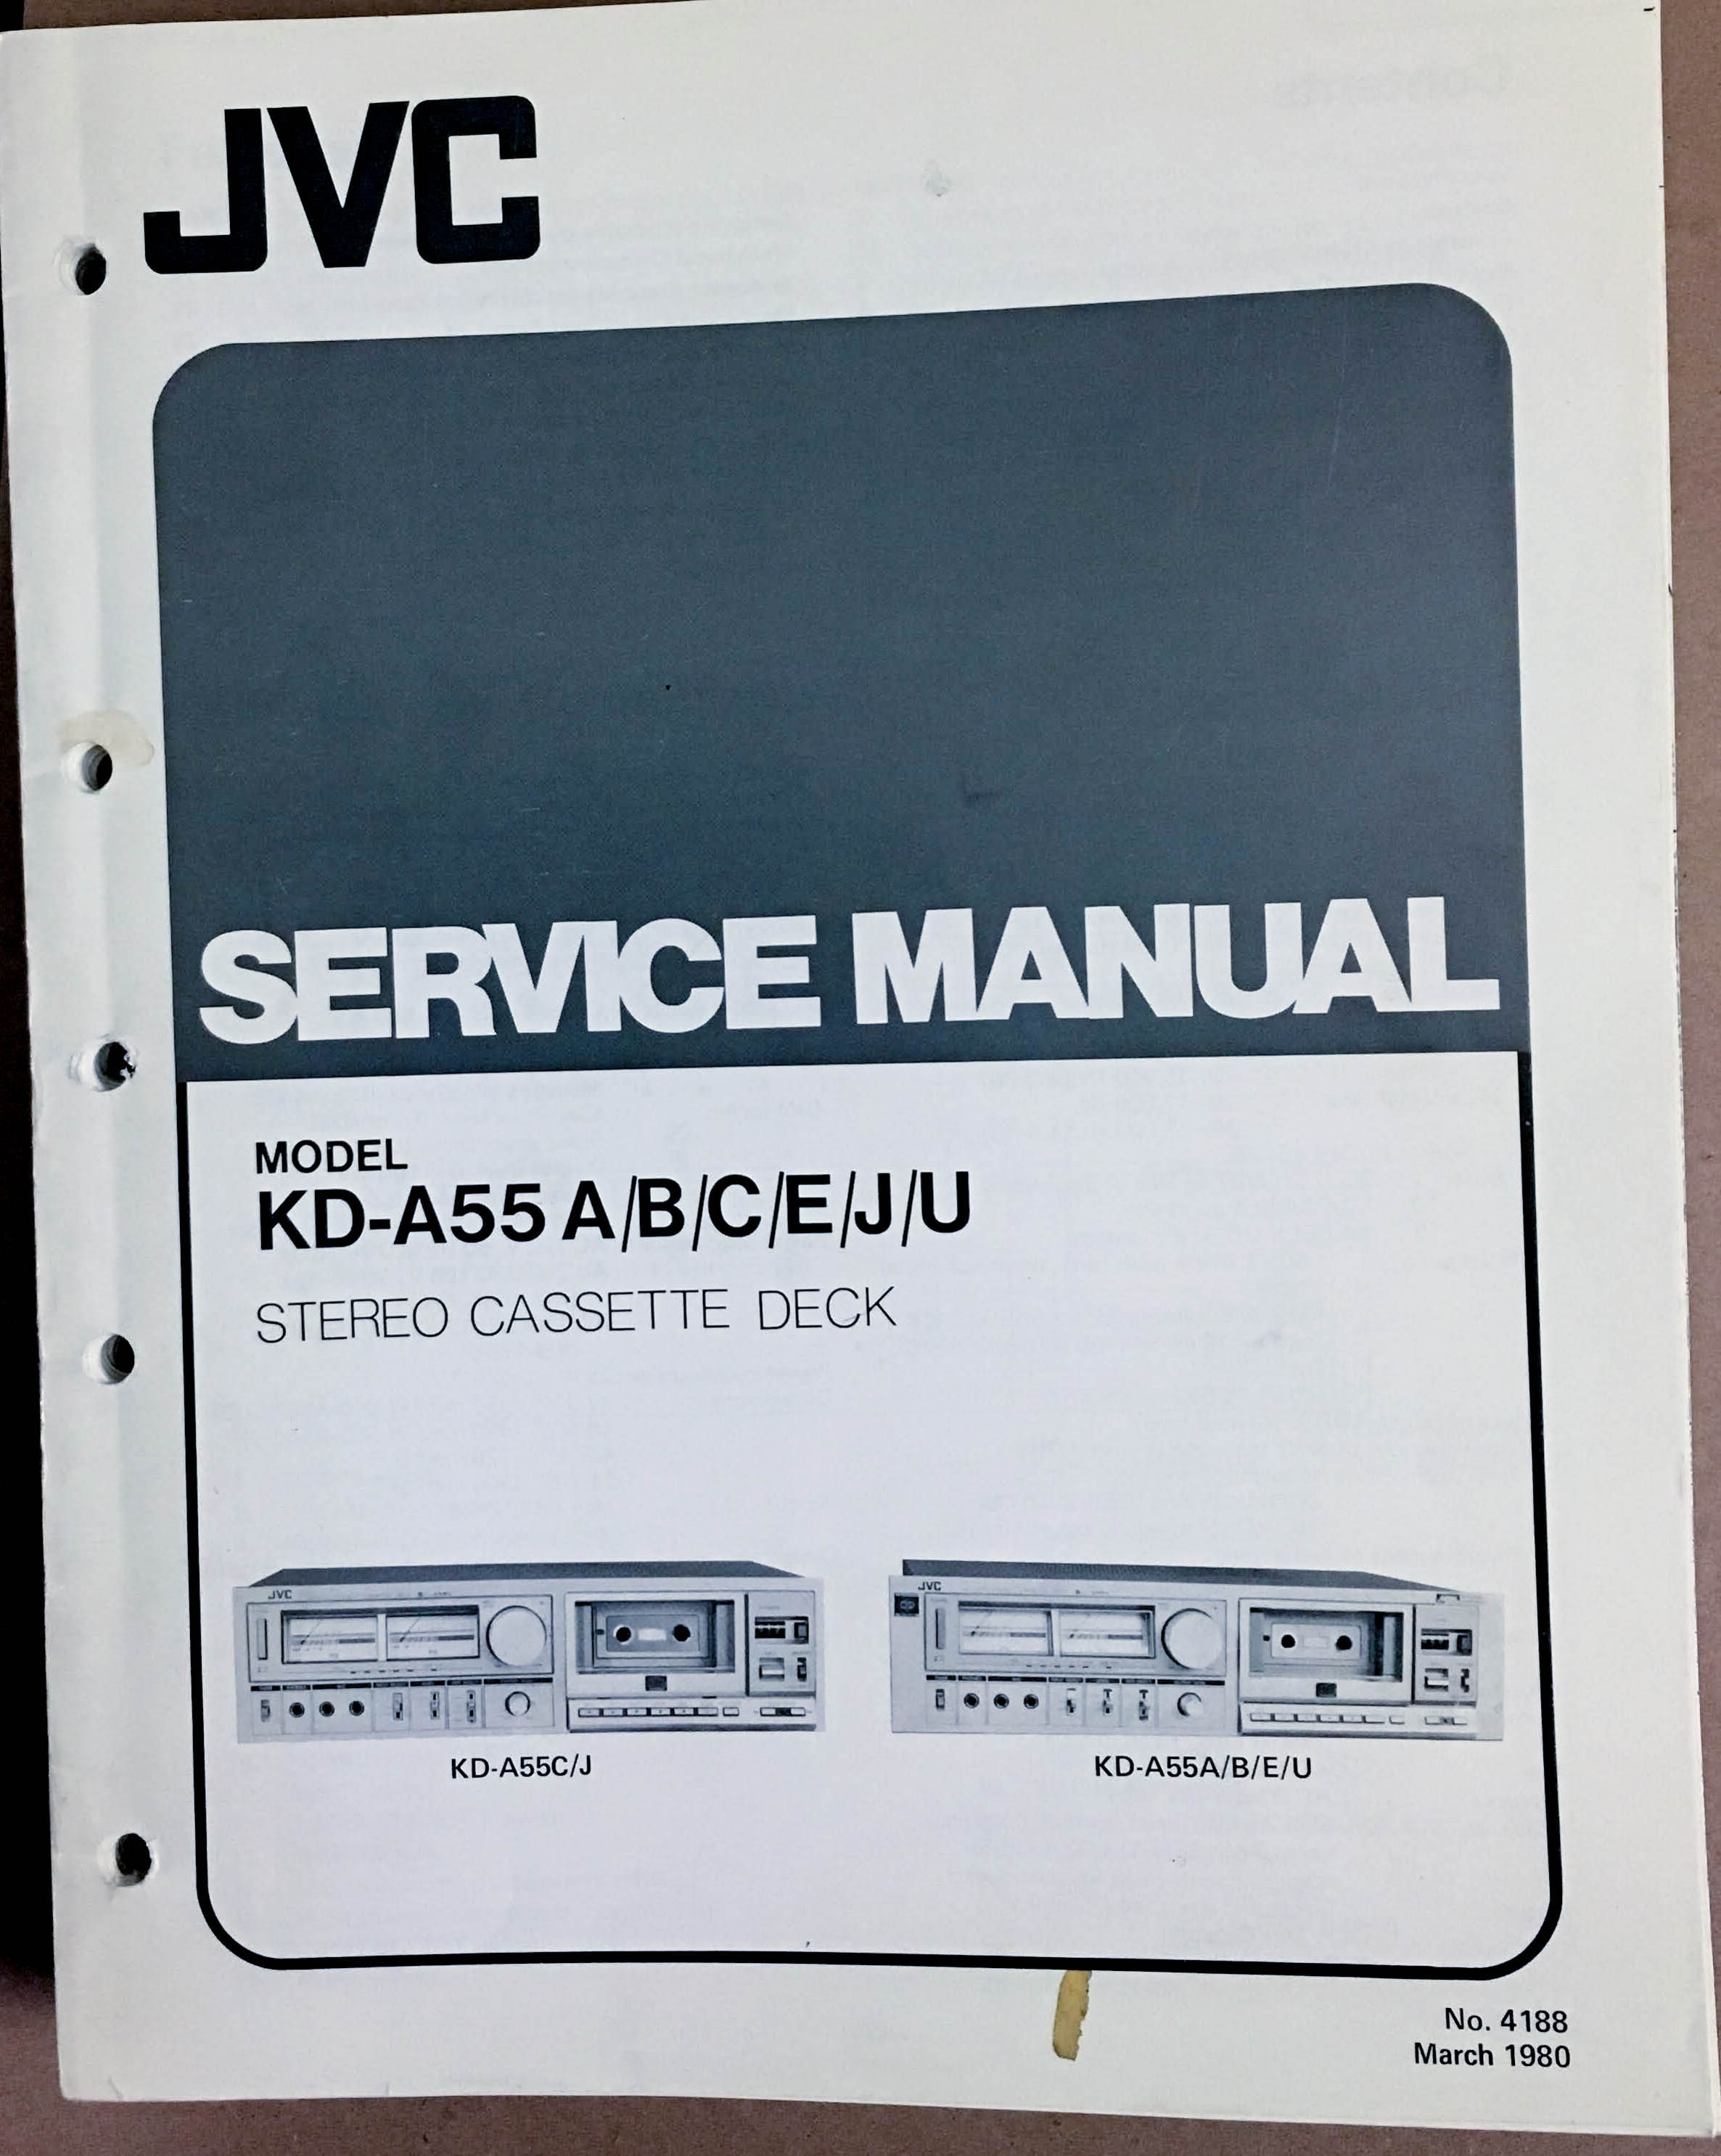 JVC
SERVICE MANUAL
MODEL
KD-A55 A/B/C/E/J/U
STEREO CASSETTE DECK
JVC
JVC
KD-A55C/J
KD-A55A/B/E/U
No. 4188
March 1980